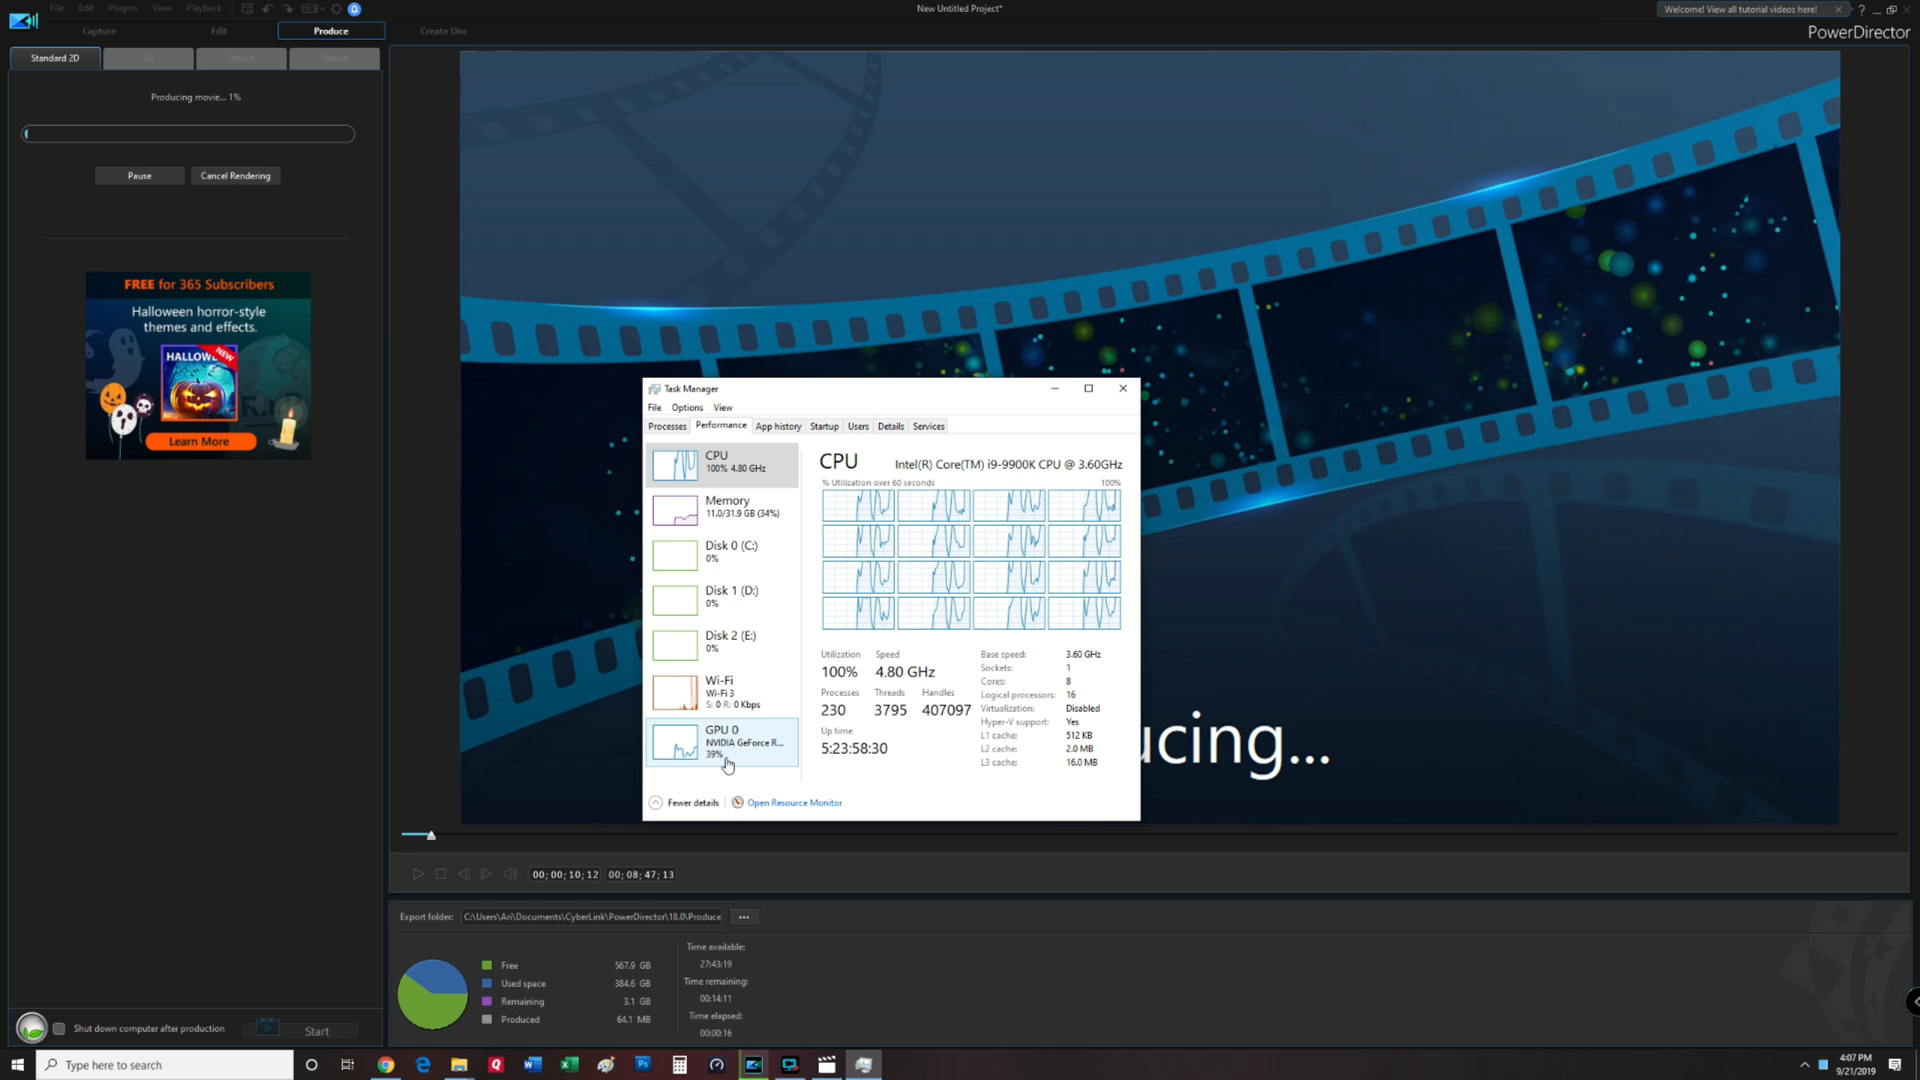 File Edit Plugins View Playback
New Untitled Project*
Welcome! View all tutorial videos here!
?
Capture Edit Produce Create Disc
PowerDirector
Standard 2D
3D
Device
Online
Producing movie... 1%
Pause
Cancel Rendering
FREE for 365 Subscribers
Halloween horror-style
themes and effects.
NEW
Learn More
Task Manager
File Options View
Processes Performance App history Startup Users Details Services
CPU
100% 4.80 GHz
Memory
11.0/31.9 GB (34%)
Disk 0 (C:)
0%
Disk 1 (D:)
0%
Disk 2 (E:)
0%
Wi-Fi
Wi-Fi 3
S: 0 R: 0 Kbps
GPU 0
NVIDIA GeForce R...
39%
CPU Intel(R) Core(TM) i9-9900K CPU @ 3.60GHz
% Utilization over 60 seconds 100%
Utilization Speed
100% 4.80 GHz
Processes Threads Handles
230 3795 407097
Up time
5:23:58:30
Base speed: 3.60 GHz
Sockets: 1
Cores: 8
Logical processors: 16
Virtualization: Disabled
Hyper-V support: Yes
L1 cache: 512 KB
L2 cache: 2.0 MB
L3 cache: 16.0 MB
Fewer details Open Resource Monitor
ucing...
00;00;10;12 00;08;47;13
Export folder: C:\Users\Ari\Documents\CyberLink\PowerDirector\18.0\Produce ...
Free 567.9 GB
Used space 384.6 GB
Remaining 3.1 GB
Produced 64.1 MB
Time available:
27:43:19
Time remaining:
00:14:11
Time elapsed:
00:00:16
Shut down computer after production
Start
Type here to search
4:07 PM
9/21/2019